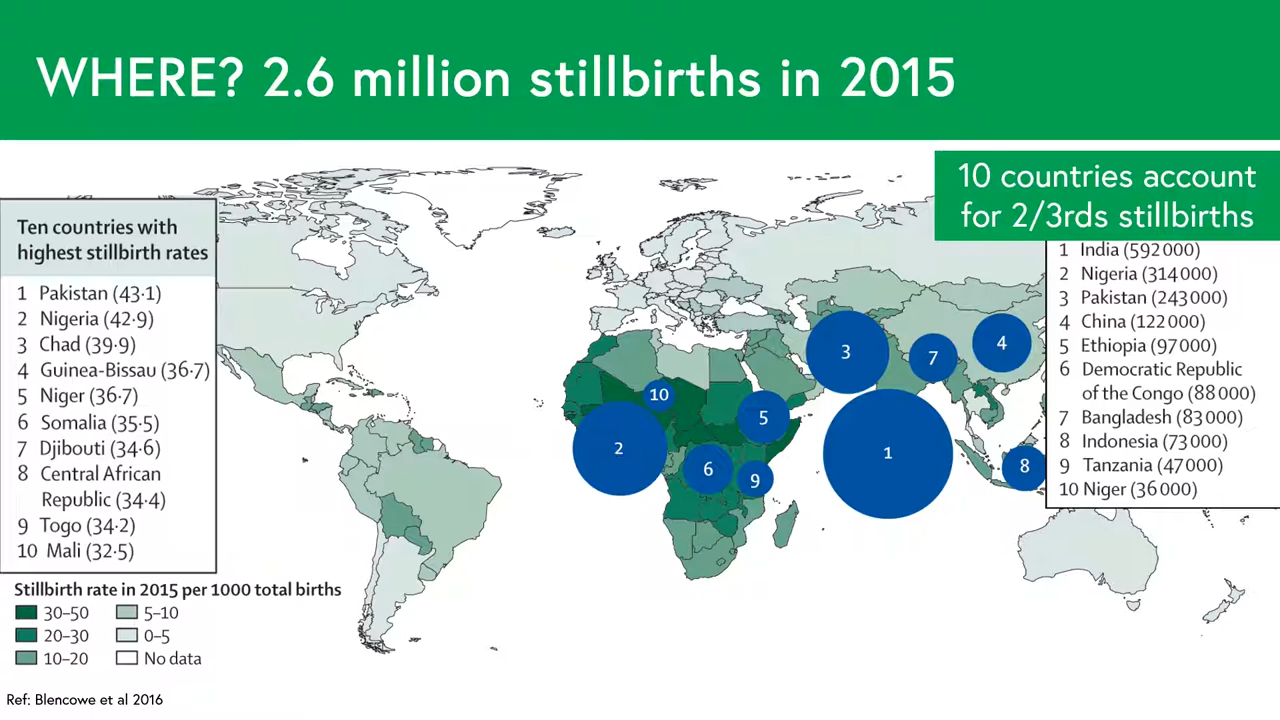 WHERE? 2.6 million stillbirths in 2015
10 countries account
for 2/3rds stillbirths
Ten countries with
highest stillbirth rates
1 Pakistan (43·1)
2 Nigeria (42·9)
3 Chad (39·9)
4 Guinea-Bissau (36·7)
5 Niger (36·7)
6 Somalia (35·5)
7 Djibouti (34·6)
8 Central African
Republic (34·4)
9 Togo (34·2)
10 Mali (32·5)
1 India (592 000)
2 Nigeria (314 000)
3 Pakistan (243 000)
4 China (122 000)
5 Ethiopia (97 000)
6 Democratic Republic
of the Congo (88 000)
7 Bangladesh (83 000)
8 Indonesia (73 000)
9 Tanzania (47 000)
10 Niger (36 000)
3
7
4
10
2
5
6
9
1
8
Stillbirth rate in 2015 per 1000 total births
30–50
5–10
20–30
0–5
10–20
No data
Ref: Blencowe et al 2016